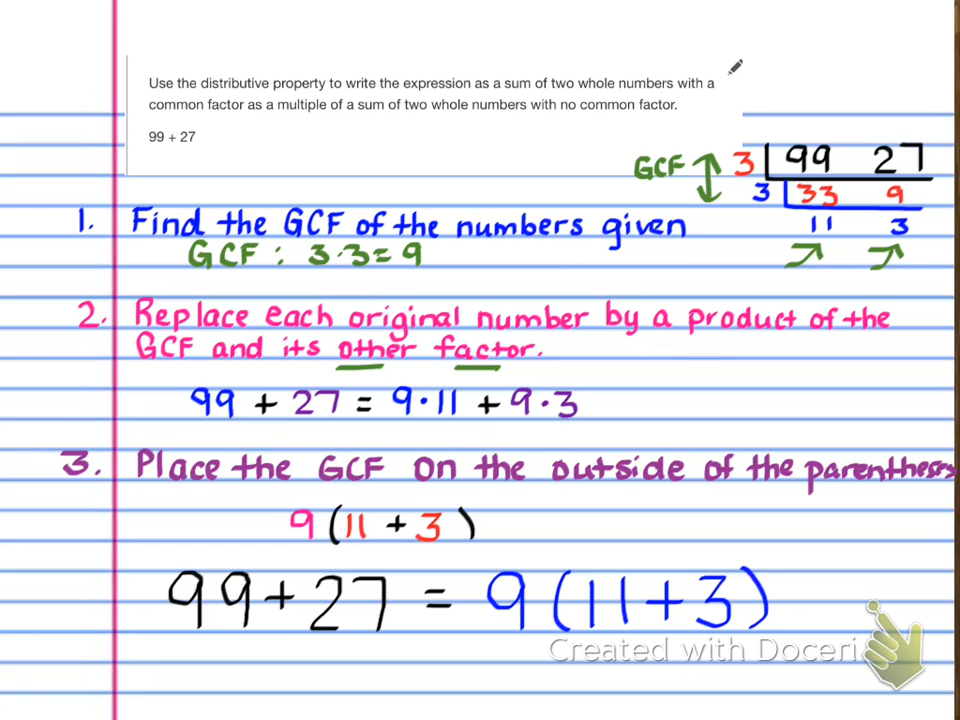 Use the distributive property to write the expression as a sum of two whole numbers with a
common factor as a multiple of a sum of two whole numbers with no common factor.
99 + 27
GCF 3 99 27
3 33 9
11 3
1. Find the GCF of the numbers given
GCF : 3·3=9
2. Replace each original number by a product of the
GCF and its other factor.
99 + 27 = 9·11 + 9·3
3. Place the GCF on the outside of the parentheses
9 (11 + 3)
99+27 = 9(11+3)
Created with Doceri